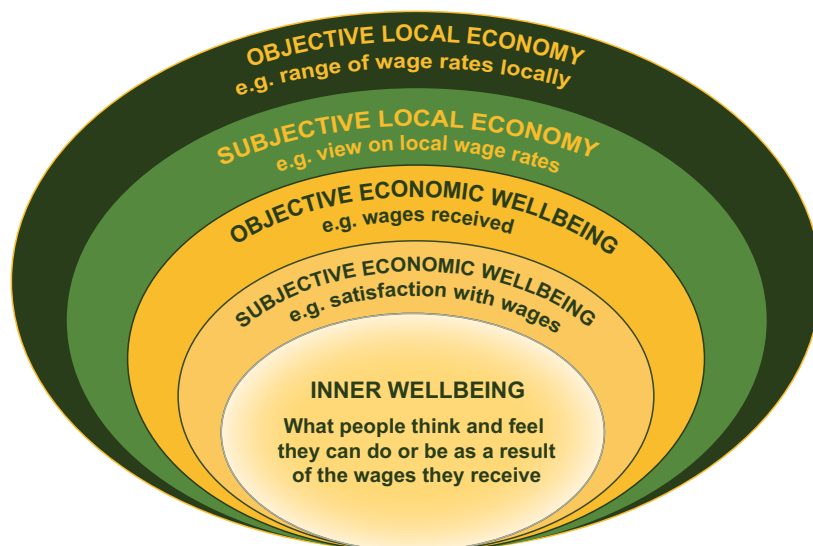 OBJECTIVE LOCAL ECONOMY
e.g. range of wage rates locally
SUBJECTIVE LOCAL ECONOMY
e.g. view on local wage rates
OBJECTIVE ECONOMIC WELLBEING
e.g. wages received
SUBJECTIVE ECONOMIC WELLBEING
e.g. satisfaction with wages
INNER WELLBEING
What people think and feel
they can do or be as a result
of the wages they receive